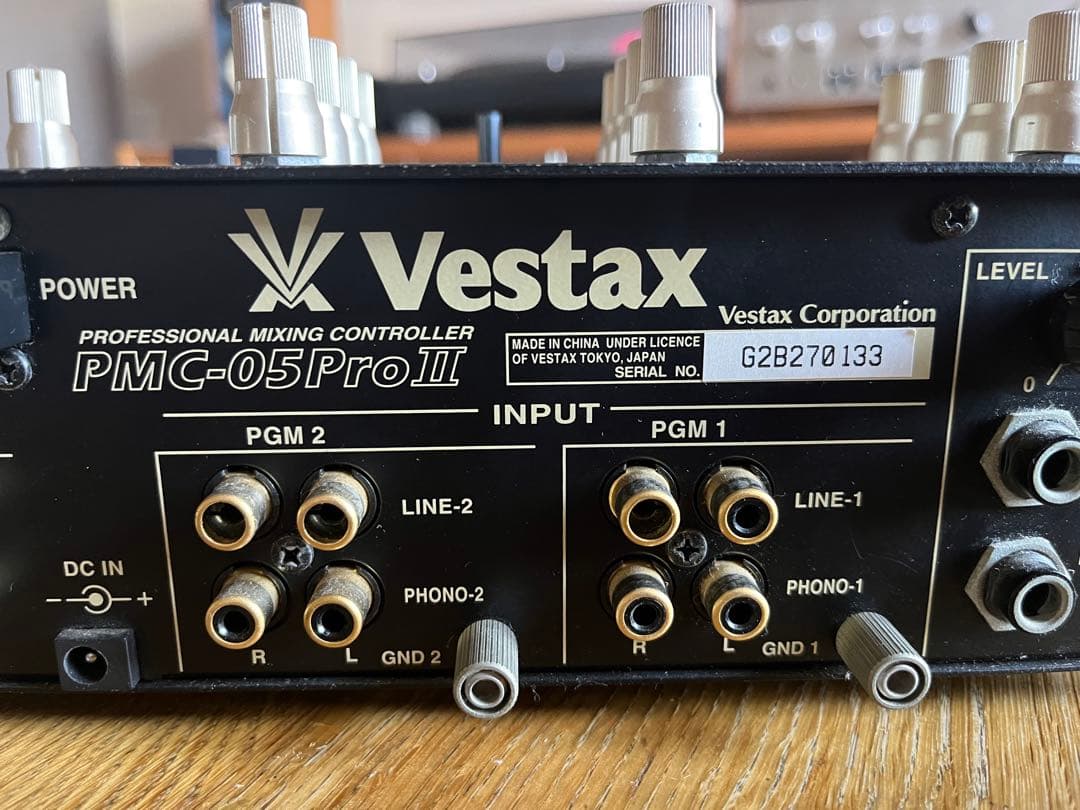 POWER
Vestax
LEVEL
Vestax Corporation
PROFESSIONAL MIXING CONTROLLER
PMC-05ProII
MADE IN CHINA UNDER LICENCE
OF VESTAX TOKYO, JAPAN
SERIAL NO.
G2B270133
0
INPUT
PGM 2
PGM 1
LINE-2
LINE-1
DC IN
- +
PHONO-2
PHONO-1
R L GND 2
R L GND 1